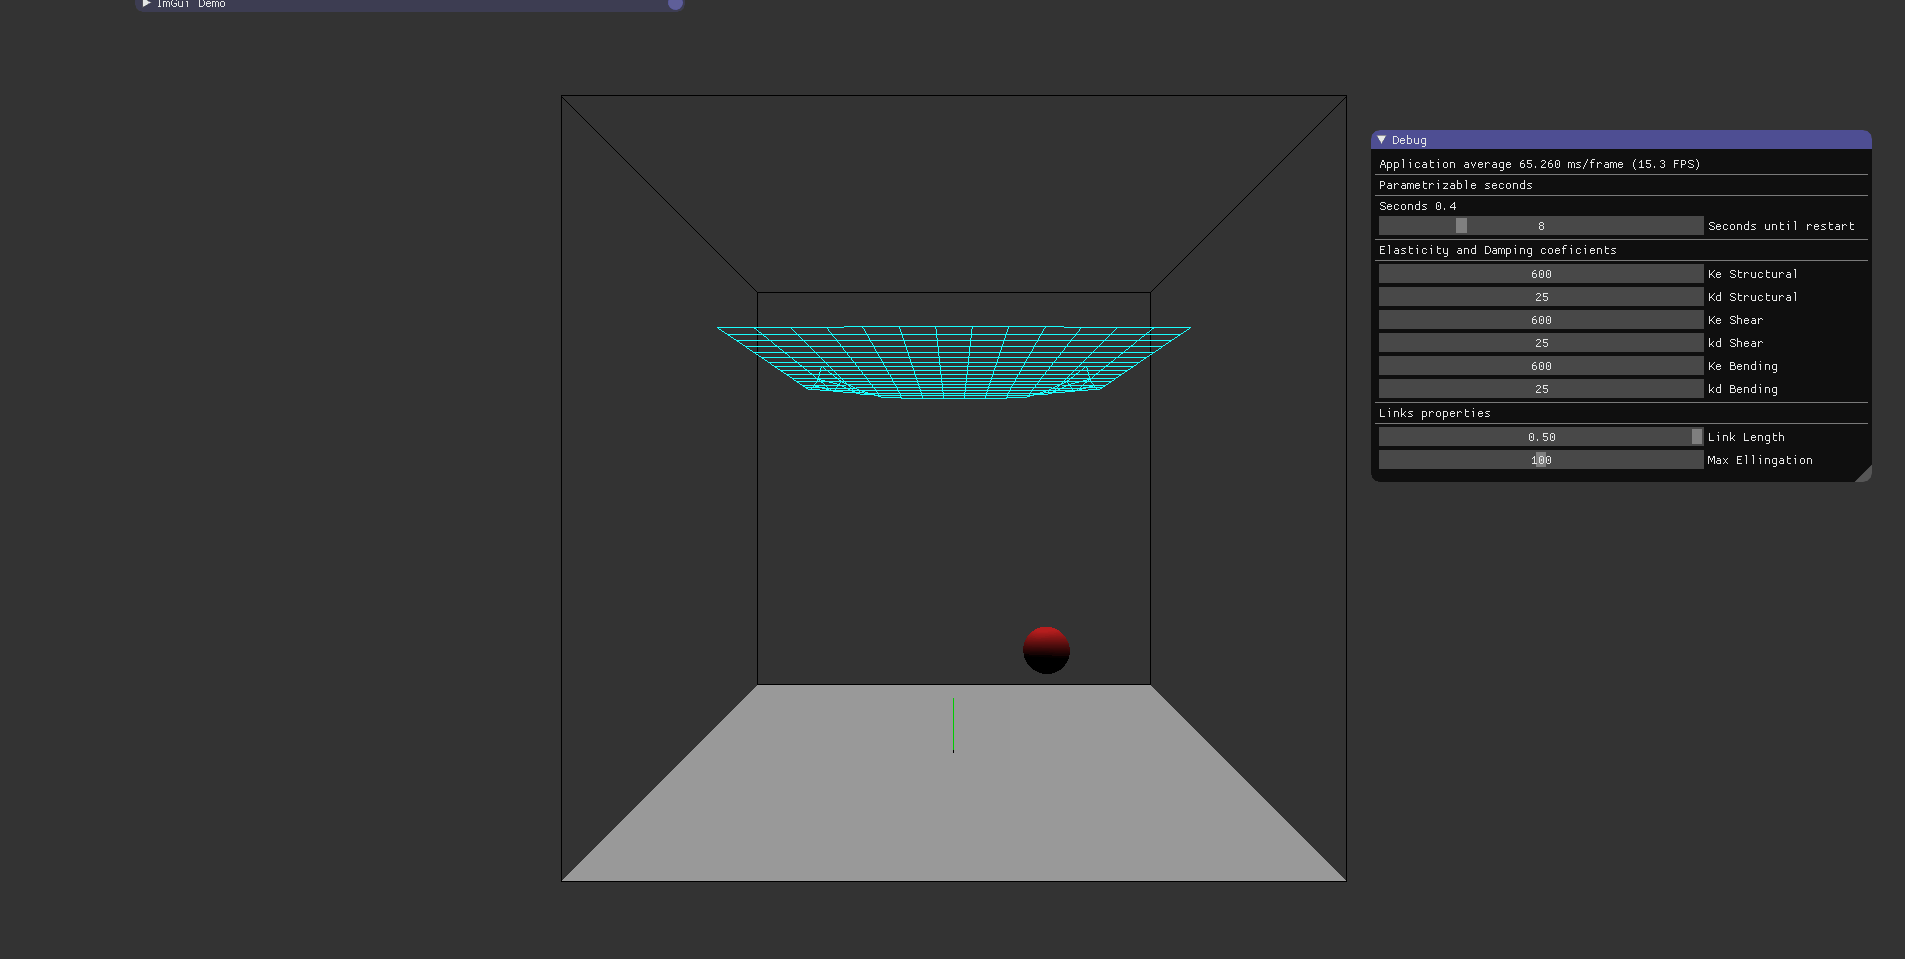 ImGui Demo
Debug
Application average 65.260 ms/frame (15.3 FPS)
Parametrizable seconds
Seconds 0.4
8 Seconds until restart
Elasticity and Damping coeficients
600 Ke Structural
25 Kd Structural
600 Ke Shear
25 kd Shear
600 Ke Bending
25 kd Bending
Links properties
0.50 Link Length
100 Max Ellingation